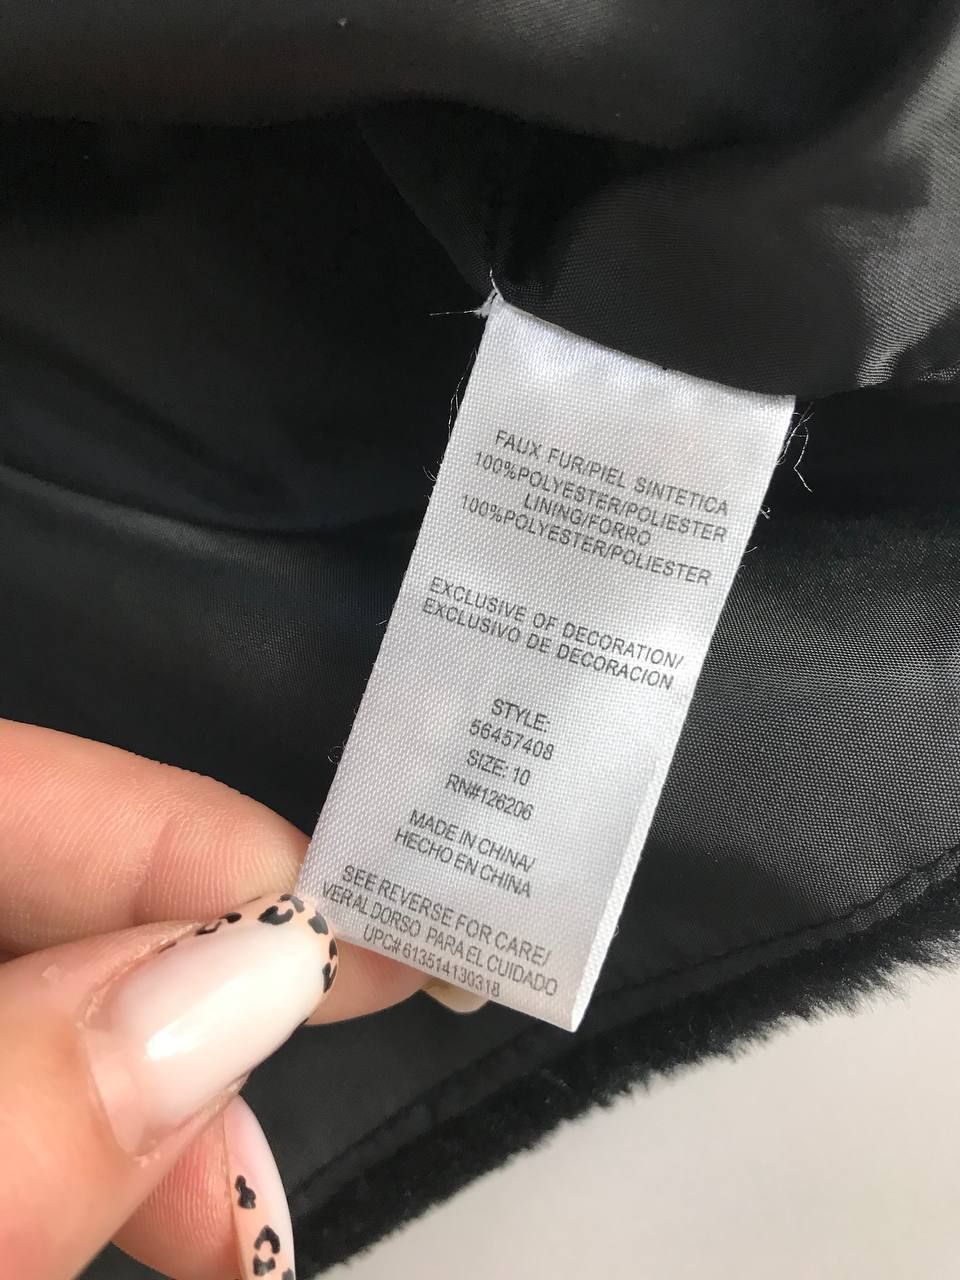 FAUX FUR/PIEL SINTETICA
100%POLYESTER/POLIESTER
LINING/FORRO
100%POLYESTER/POLIESTER
EXCLUSIVE OF DECORATION/
EXCLUSIVO DE DECORACION
STYLE:
56457408
SIZE: 10
RN#126206
MADE IN CHINA/
HECHO EN CHINA
SEE REVERSE FOR CARE/
VER AL DORSO PARA EL CUIDADO
UPC#613514130318